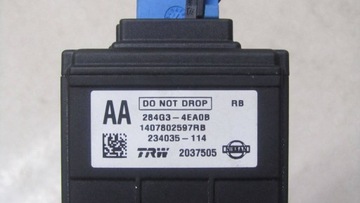 AA
DO NOT DROP
RB
284G3-4EA0B
1407802597RB
234035-114
TRW
2037505
NISSAN